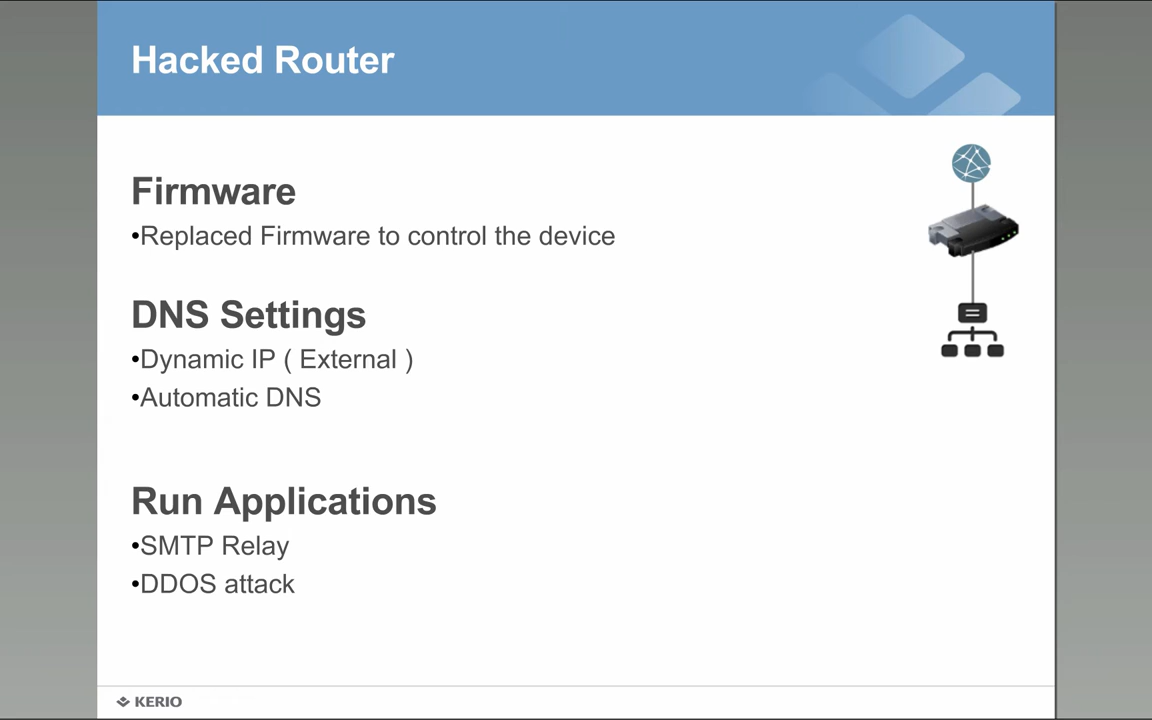 Hacked Router
Firmware
•Replaced Firmware to control the device
DNS Settings
•Dynamic IP ( External )
•Automatic DNS
Run Applications
•SMTP Relay
•DDOS attack
KERIO